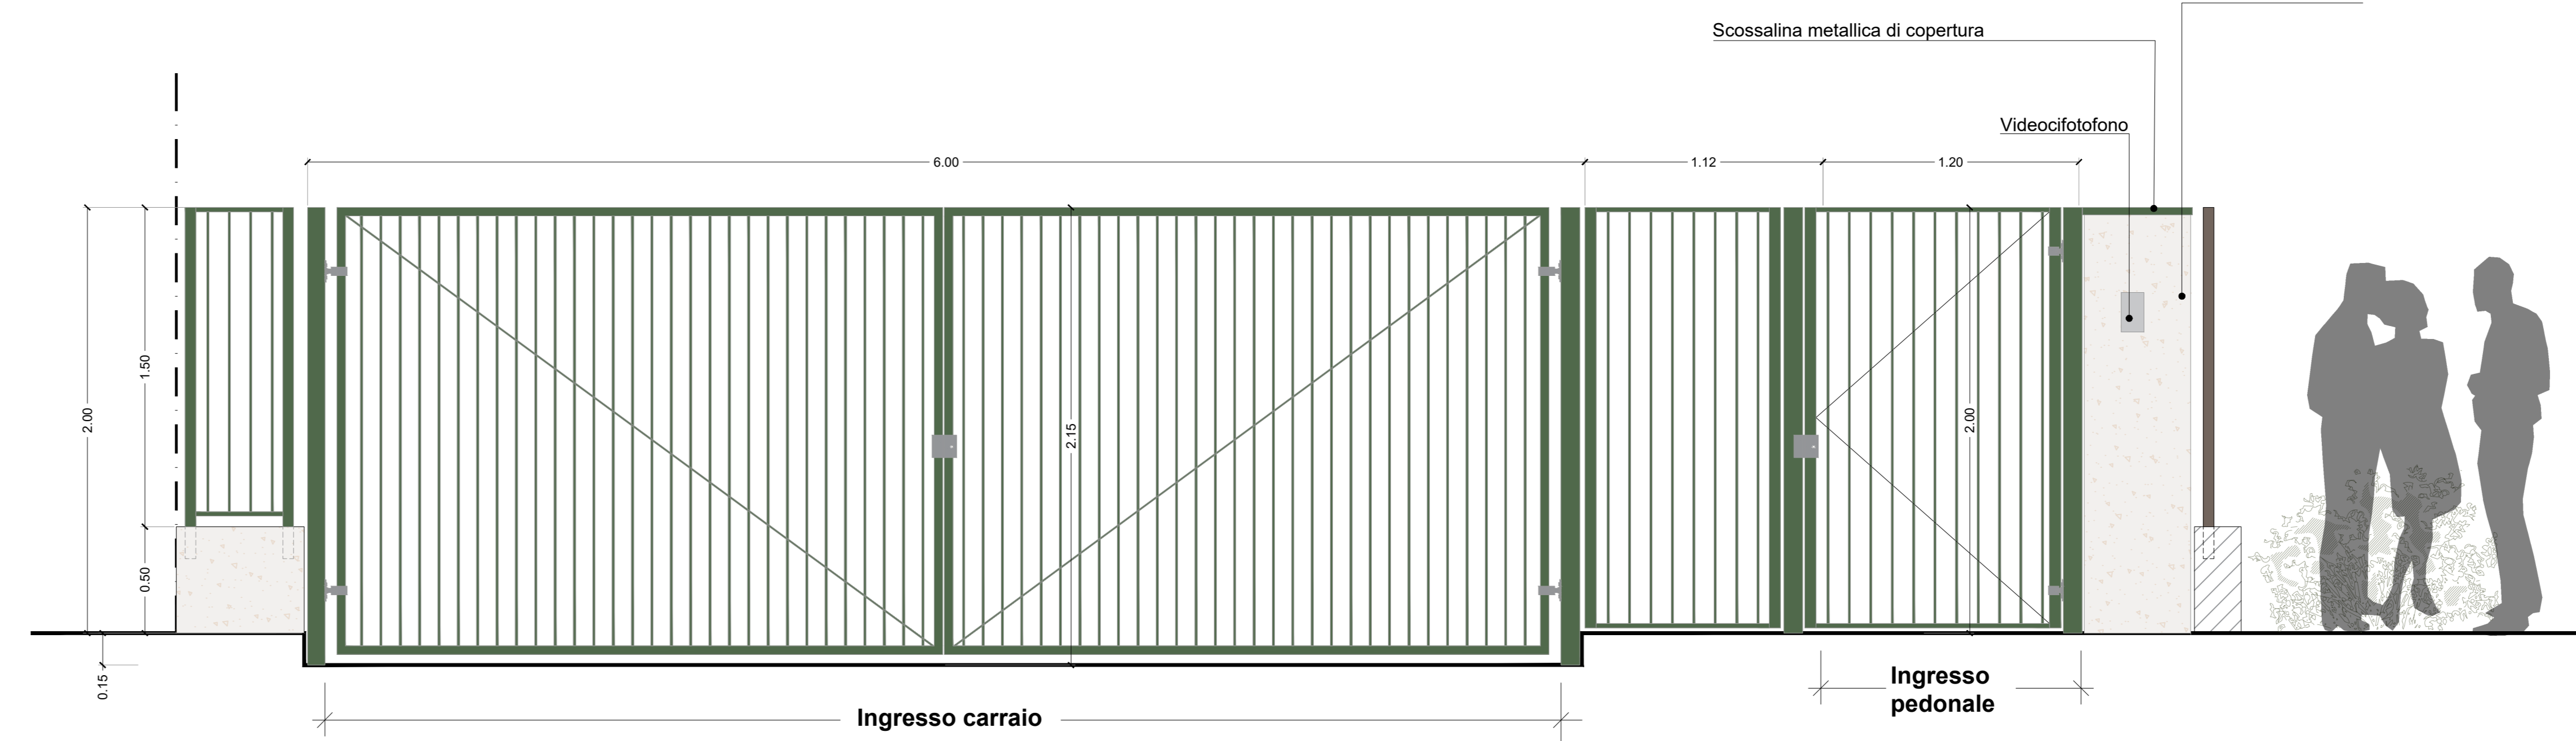 Scossalina metallica di copertura
Videocifotofono
6.00
1.12
1.20
2.00
1.50
0.50
0.15
2.15
2.00
Ingresso carraio
Ingresso
pedonale